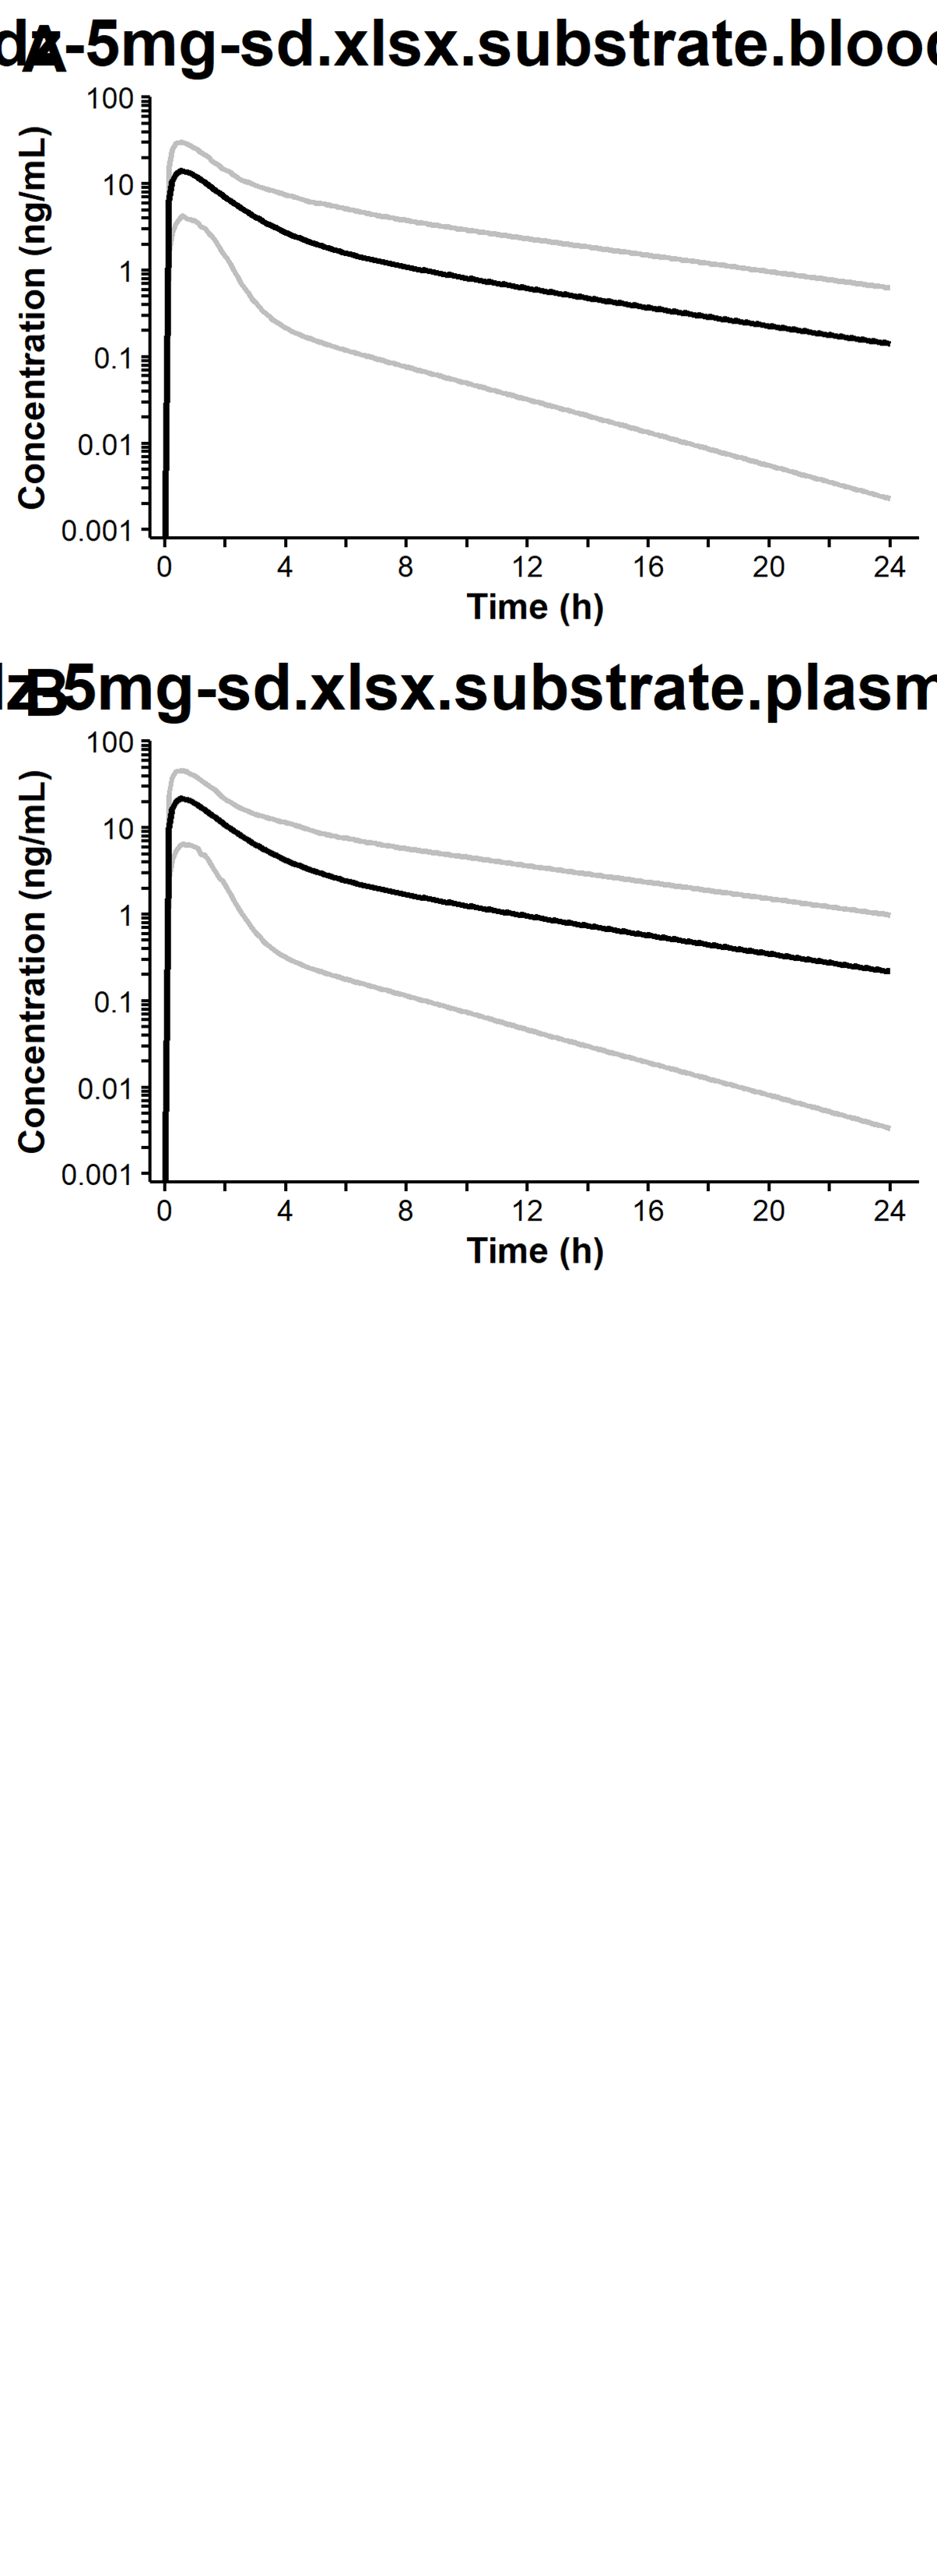 A
dz-5mg-sd.xlsx.substrate.blood
100
10
1
0.1
0.01
0.001
Concentration (ng/mL)
0 4 8 12 16 20 24
Time (h)
B
lz-5mg-sd.xlsx.substrate.plasm
100
10
1
0.1
0.01
0.001
Concentration (ng/mL)
0 4 8 12 16 20 24
Time (h)